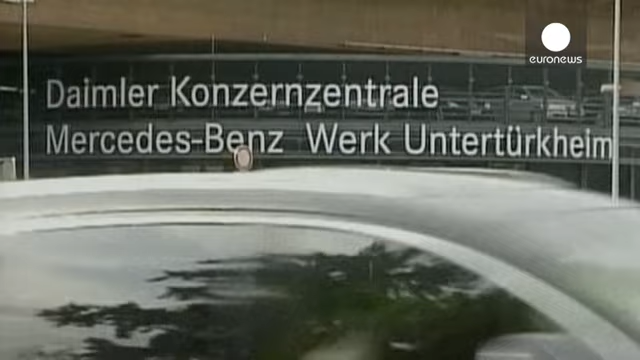 euronews
Daimler Konzernzentrale
Mercedes-Benz Werk Untertürkheim